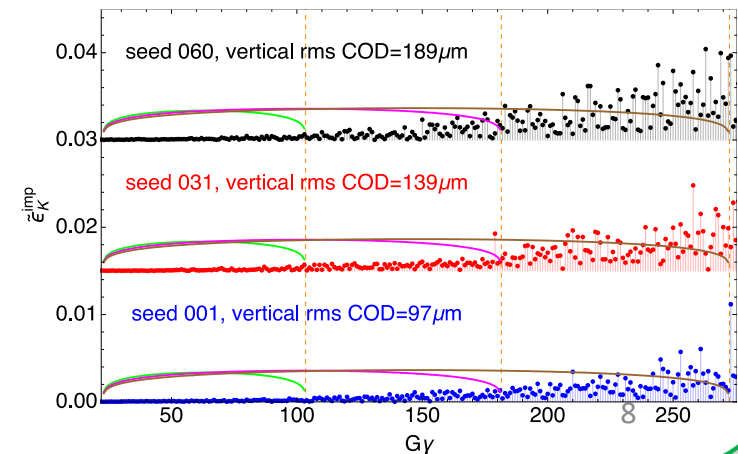 0.04
seed 060, vertical rms COD=189μm
0.03
seed 031, vertical rms COD=139μm
ε̃_K^imp
0.02
0.01
seed 001, vertical rms COD=97μm
0.00
50 100 150 200 250
8
Gγ